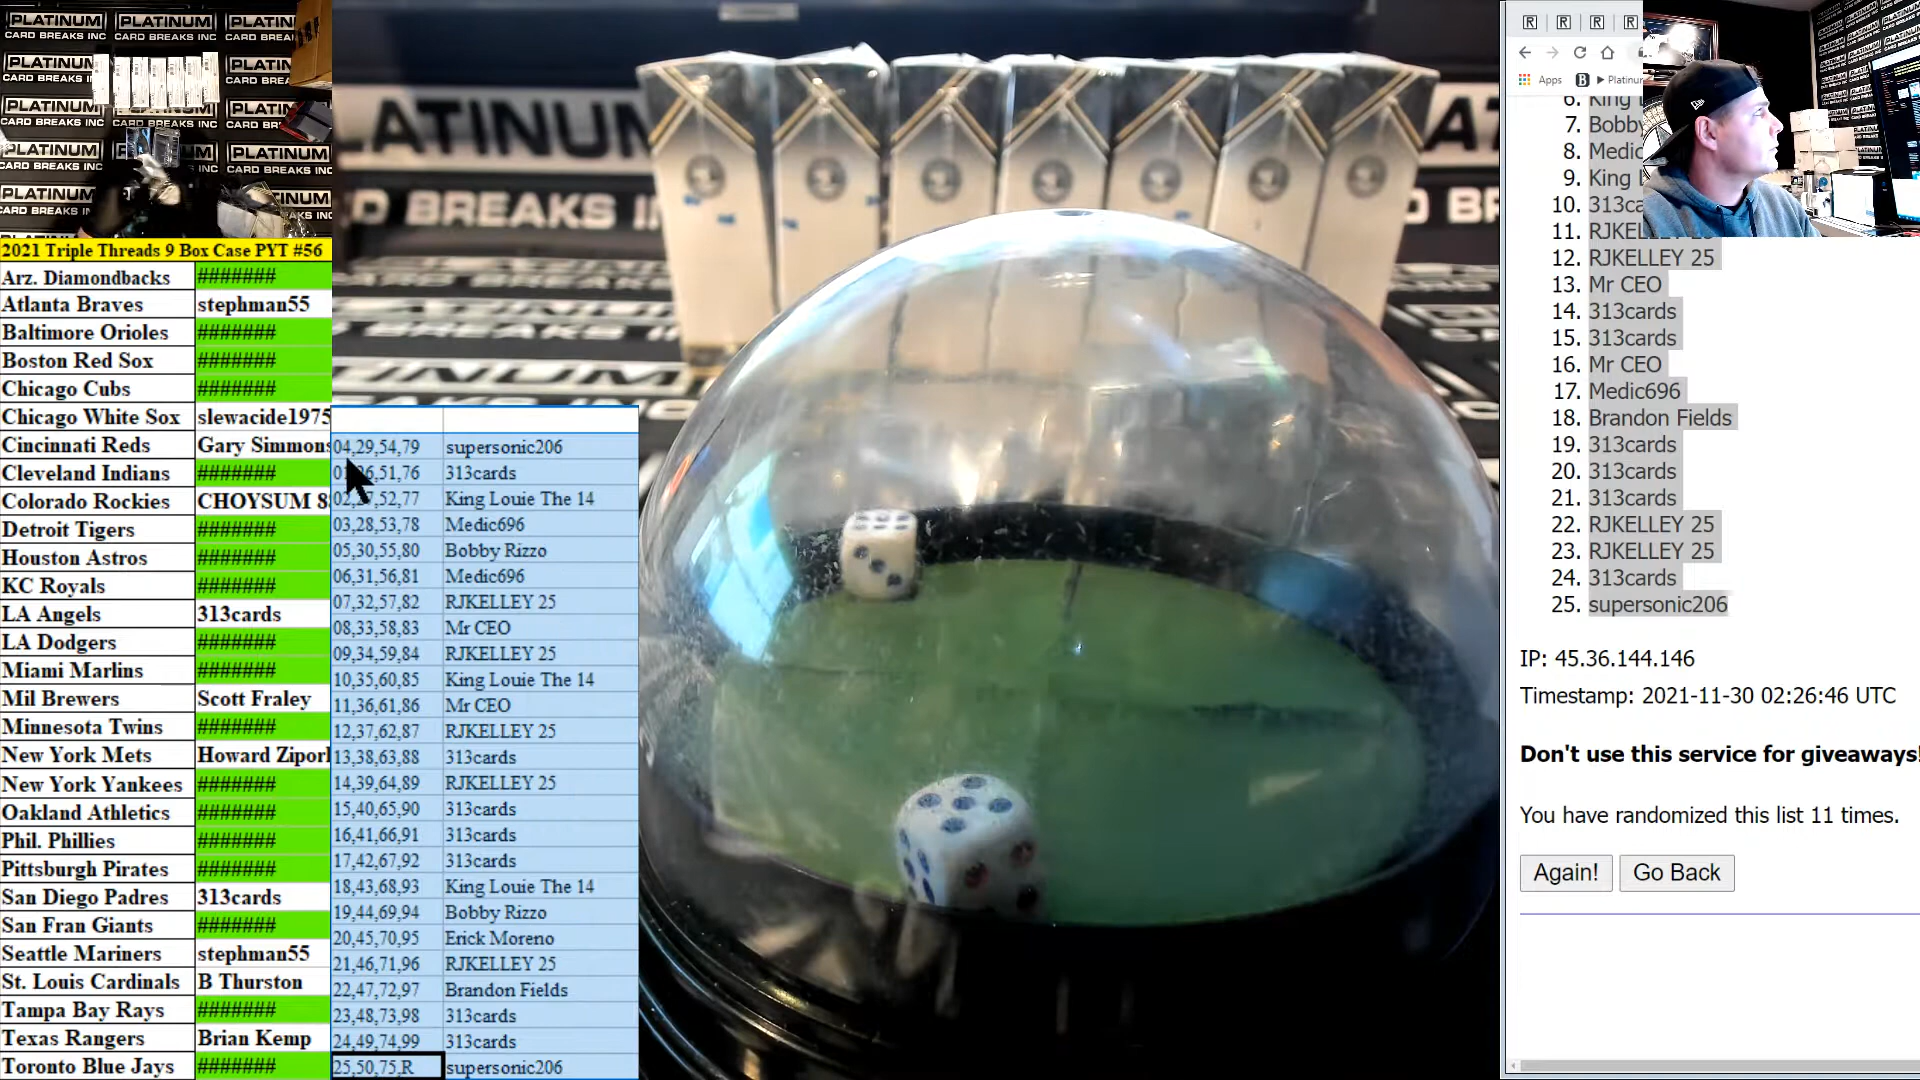 PLATINUM
CARD BREAKS INC
2021 Triple Threads 9 Box Case PYT #56
Arz. Diamondbacks #######
Atlanta Braves stephman55
Baltimore Orioles #######
Boston Red Sox #######
Chicago Cubs #######
Chicago White Sox slewacide1975
Cincinnati Reds Gary Simmons
Cleveland Indians #######
Colorado Rockies CHOYSUM
Detroit Tigers #######
Houston Astros #######
KC Royals #######
LA Angels 313cards
LA Dodgers #######
Miami Marlins #######
Mil Brewers Scott Fraley
Minnesota Twins #######
New York Mets Howard
New York Yankees #######
Oakland Athletics #######
Phil. Phillies #######
Pittsburgh Pirates #######
San Diego Padres 313cards
San Fran Giants #######
Seattle Mariners stephman55
St. Louis Cardinals B Thurston
Tampa Bay Rays #######
Texas Rangers Brian Kemp
Toronto Blue Jays #######
04,29,54,79 supersonic206
51,76 313cards
52,77 King Louie The 14
03,28,53,78 Medic696
05,30,55,80 Bobby Rizzo
06,31,56,81 Medic696
07,32,57,82 RJKELLEY 25
08,33,58,83 Mr CEO
09,34,59,84 RJKELLEY 25
10,35,60,85 King Louie The 14
11,36,61,86 Mr CEO
12,37,62,87 RJKELLEY 25
13,38,63,88 313cards
14,39,64,89 RJKELLEY 25
15,40,65,90 313cards
16,41,66,91 313cards
17,42,67,92 313cards
18,43,68,93 King Louie The 14
19,44,69,94 Bobby Rizzo
20,45,70,95 Erick Moreno
21,46,71,96 RJKELLEY 25
22,47,72,97 Brandon Fields
23,48,73,98 313cards
24,49,74,99 313cards
25,50,75,R supersonic206
PLATINUM
CARD BREAKS
Apps
6. King
7. Bobby
8. Medic
9. King
10. 313ca
11. RJKEL
12. RJKELLEY 25
13. Mr CEO
14. 313cards
15. 313cards
16. Mr CEO
17. Medic696
18. Brandon Fields
19. 313cards
20. 313cards
21. 313cards
22. RJKELLEY 25
23. RJKELLEY 25
24. 313cards
25. supersonic206
IP: 45.36.144.146
Timestamp: 2021-11-30 02:26:46 UTC
Don't use this service for giveaways!
You have randomized this list 11 times.
Again! Go Back